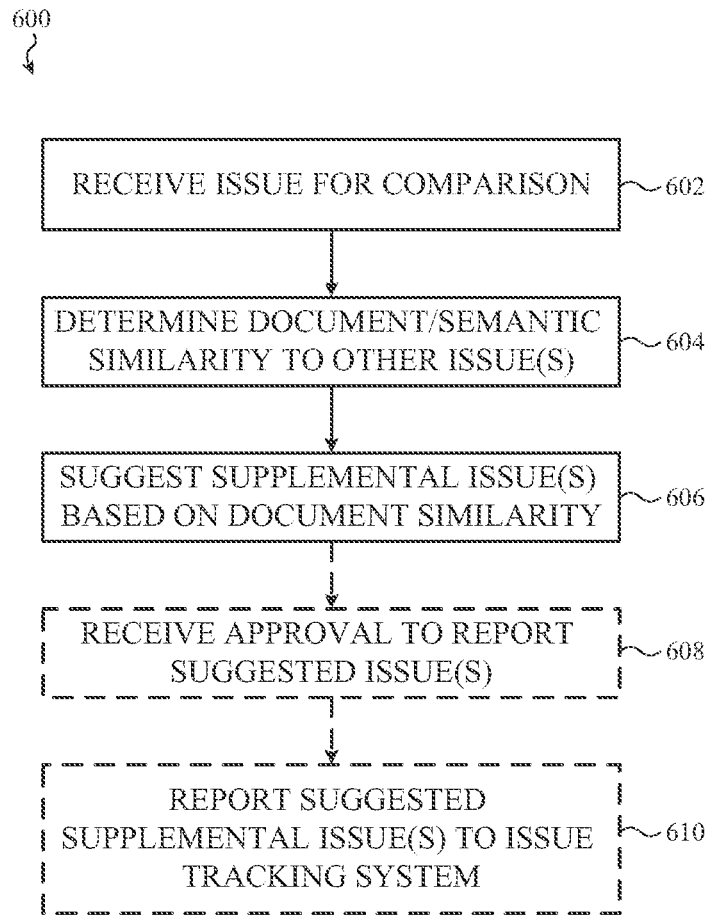 600
RECEIVE ISSUE FOR COMPARISON
602
DETERMINE DOCUMENT/SEMANTIC
SIMILARITY TO OTHER ISSUE(S)
604
SUGGEST SUPPLEMENTAL ISSUE(S)
BASED ON DOCUMENT SIMILARITY
606
RECEIVE APPROVAL TO REPORT
SUGGESTED ISSUE(S)
608
REPORT SUGGESTED
SUPPLEMENTAL ISSUE(S) TO ISSUE
TRACKING SYSTEM
610